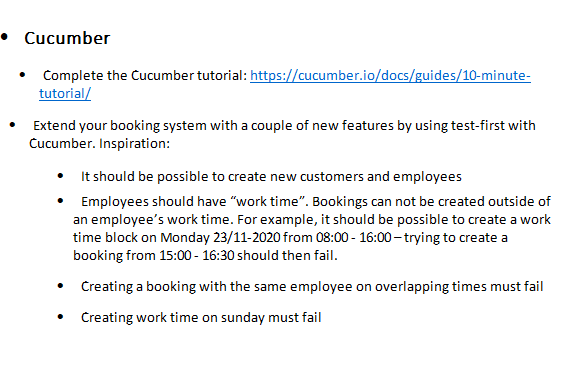 • Cucumber
• Complete the Cucumber tutorial: https://cucumber.io/docs/guides/10-minute-
tutorial/
• Extend your booking system with a couple of new features by using test-first with
Cucumber. Inspiration:
• It should be possible to create new customers and employees
• Employees should have “work time”. Bookings can not be created outside of
an employee’s work time. For example, it should be possible to create a work
time block on Monday 23/11-2020 from 08:00 - 16:00 – trying to create a
booking from 15:00 - 16:30 should then fail.
• Creating a booking with the same employee on overlapping times must fail
• Creating work time on sunday must fail